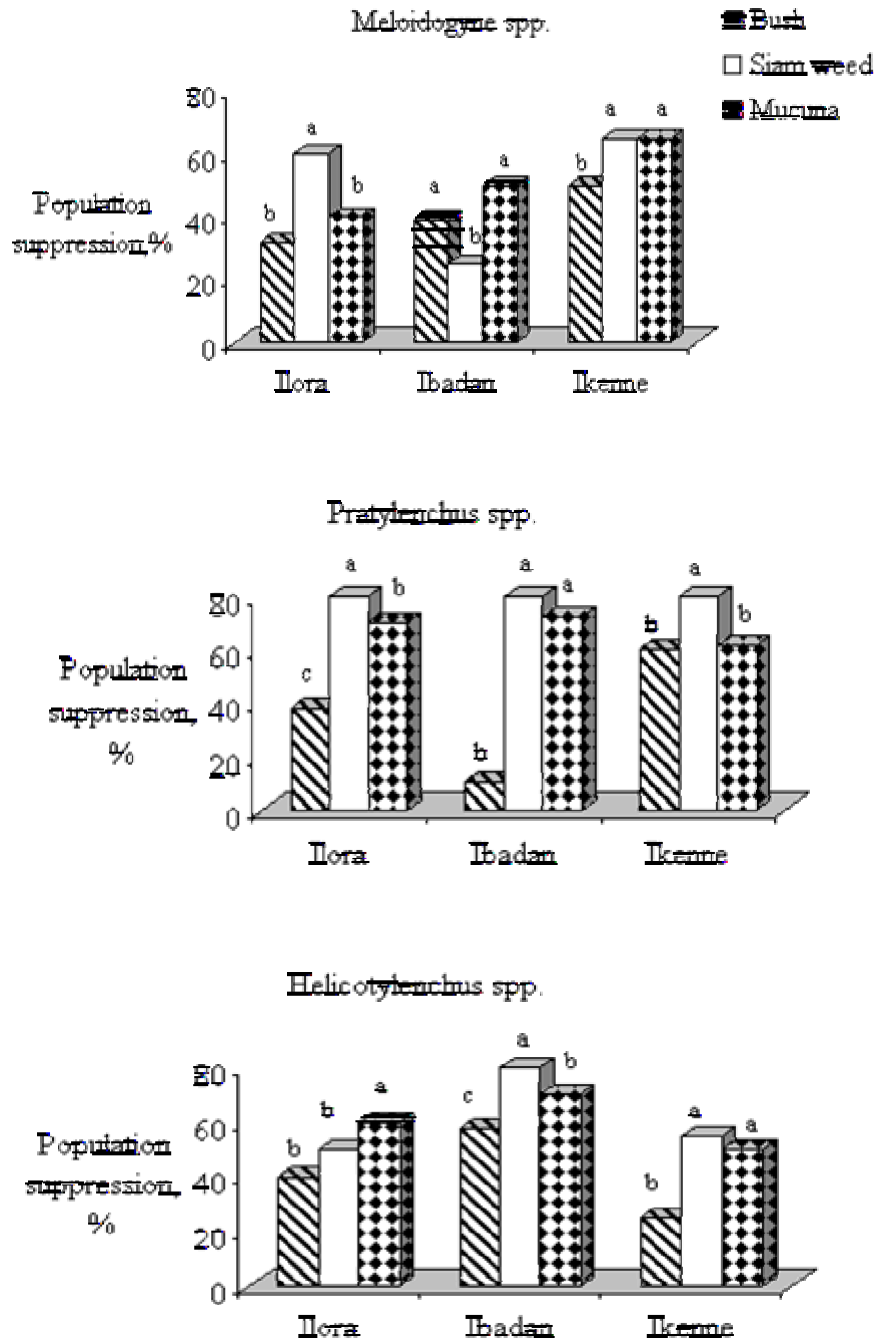 Meloidogyne spp.
Bush
Siam weed
Mucuna
80
60
40
20
0
Population
suppression,%
b
a
b
a
b
a
b
a
a
Ilora
Ibadan
Ikenne
Pratylenchus spp.
80
60
40
20
0
Population
suppression,
%
c
a
b
b
a
a
b
a
b
Ilora
Ibadan
Ikenne
Helicotylenchus spp.
80
60
40
20
0
Population
suppression,
%
b
b
a
c
a
b
b
a
a
Ilora
Ibadan
Ikenne